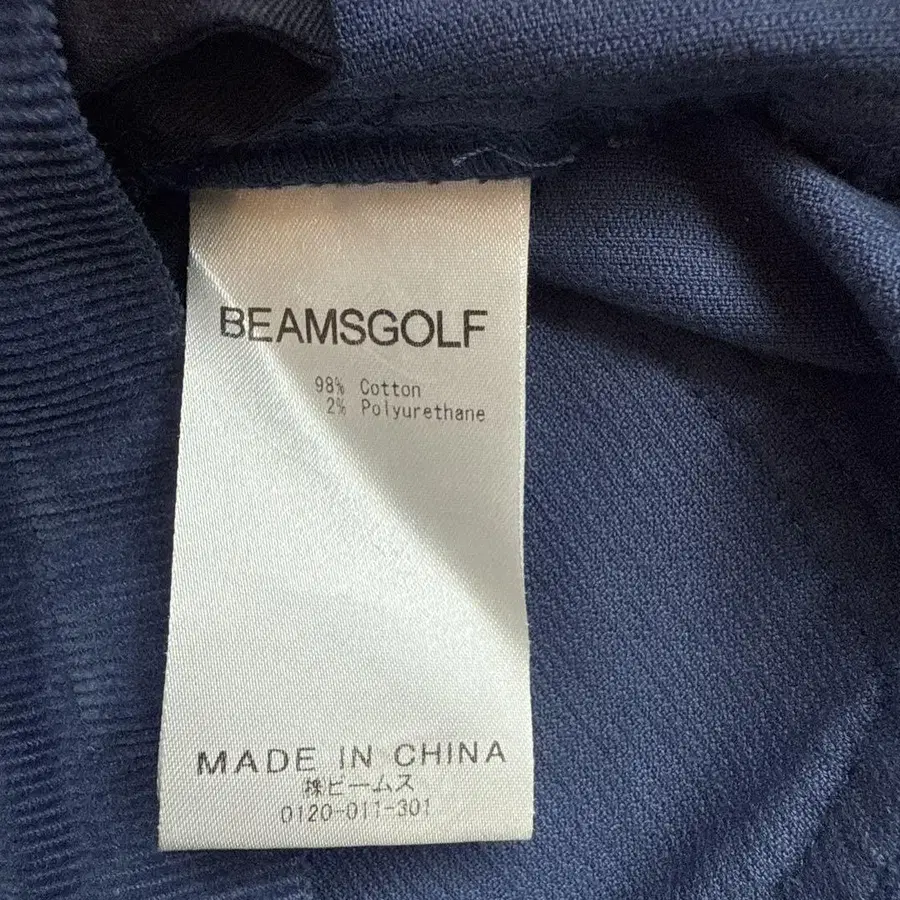 BEAMSGOLF
98% Cotton
2% Polyurethane
MADE IN CHINA
㈱ビームス
0120-011-301